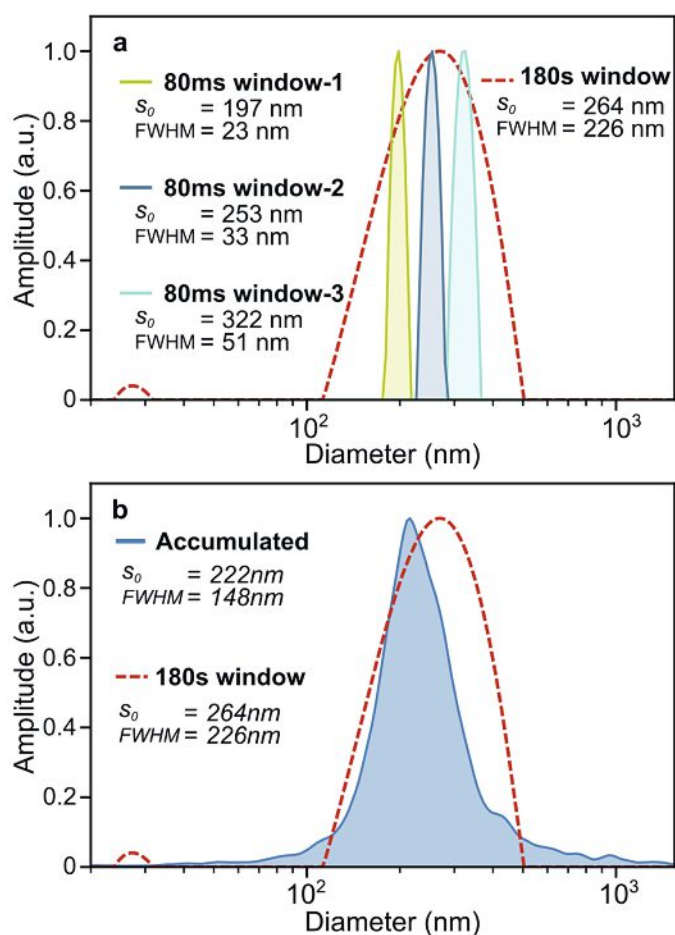 a
80ms window-1
s₀ = 197 nm
FWHM = 23 nm
80ms window-2
s₀ = 253 nm
FWHM = 33 nm
80ms window-3
s₀ = 322 nm
FWHM = 51 nm
180s window
s₀ = 264 nm
FWHM = 226 nm
Amplitude (a.u.)
1.0
0.8
0.6
0.4
0.2
0
10²
10³
Diameter (nm)
b
Accumulated
s₀ = 222nm
FWHM = 148nm
180s window
s₀ = 264nm
FWHM = 226nm
Amplitude (a.u.)
1.0
0.8
0.6
0.4
0.2
0
10²
10³
Diameter (nm)